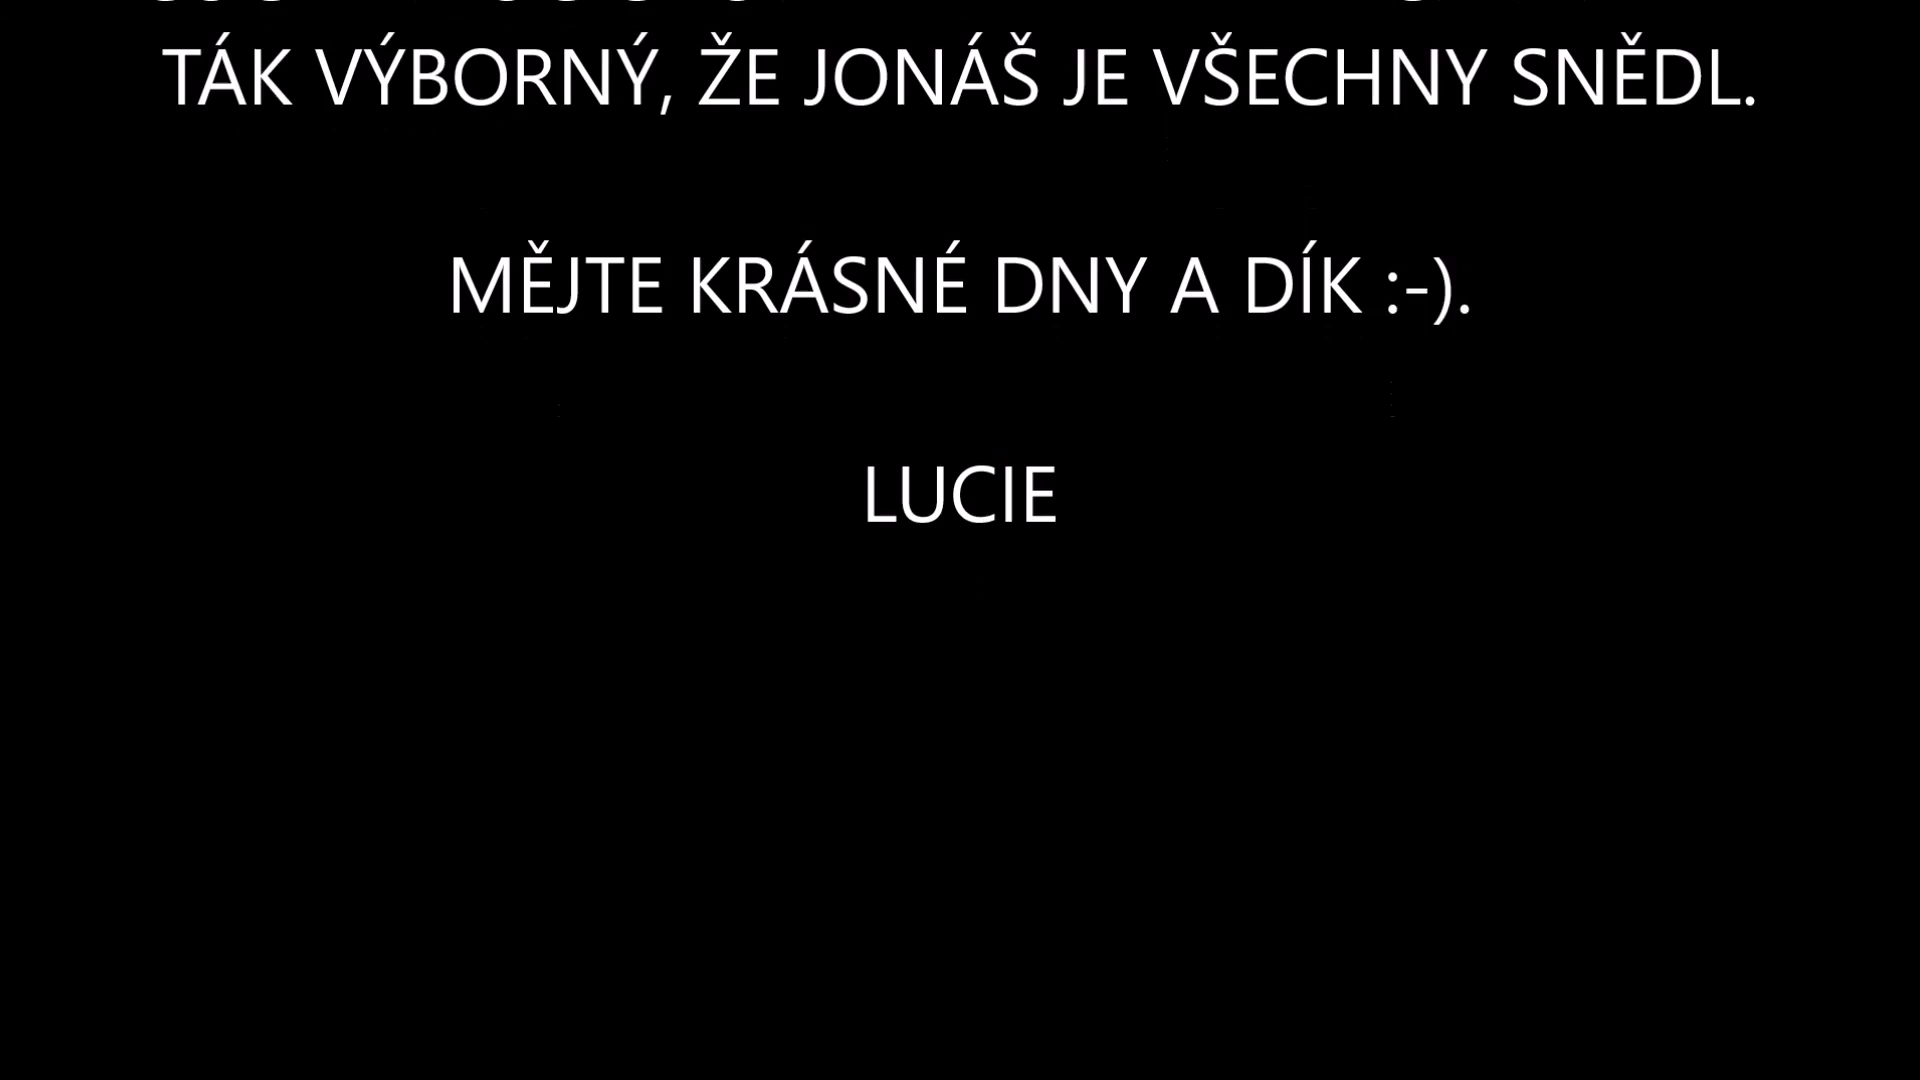 TÁK VÝBORNÝ, ŽE JONÁŠ JE VŠECHNY SNĚDL.
MĚJTE KRÁSNÉ DNY A DÍK :-).
LUCIE